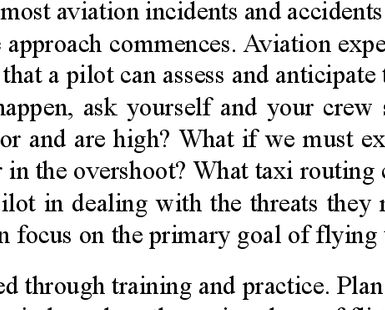 most aviation incidents and accidents
approach commences. Aviation expe
that a pilot can assess and anticipate t
happen, ask yourself and your crew s
or and are high? What if we must ex
in the overshoot? What taxi routing c
ilot in dealing with the threats they
n focus on the primary goal of flying
ed through training and practice. Plan